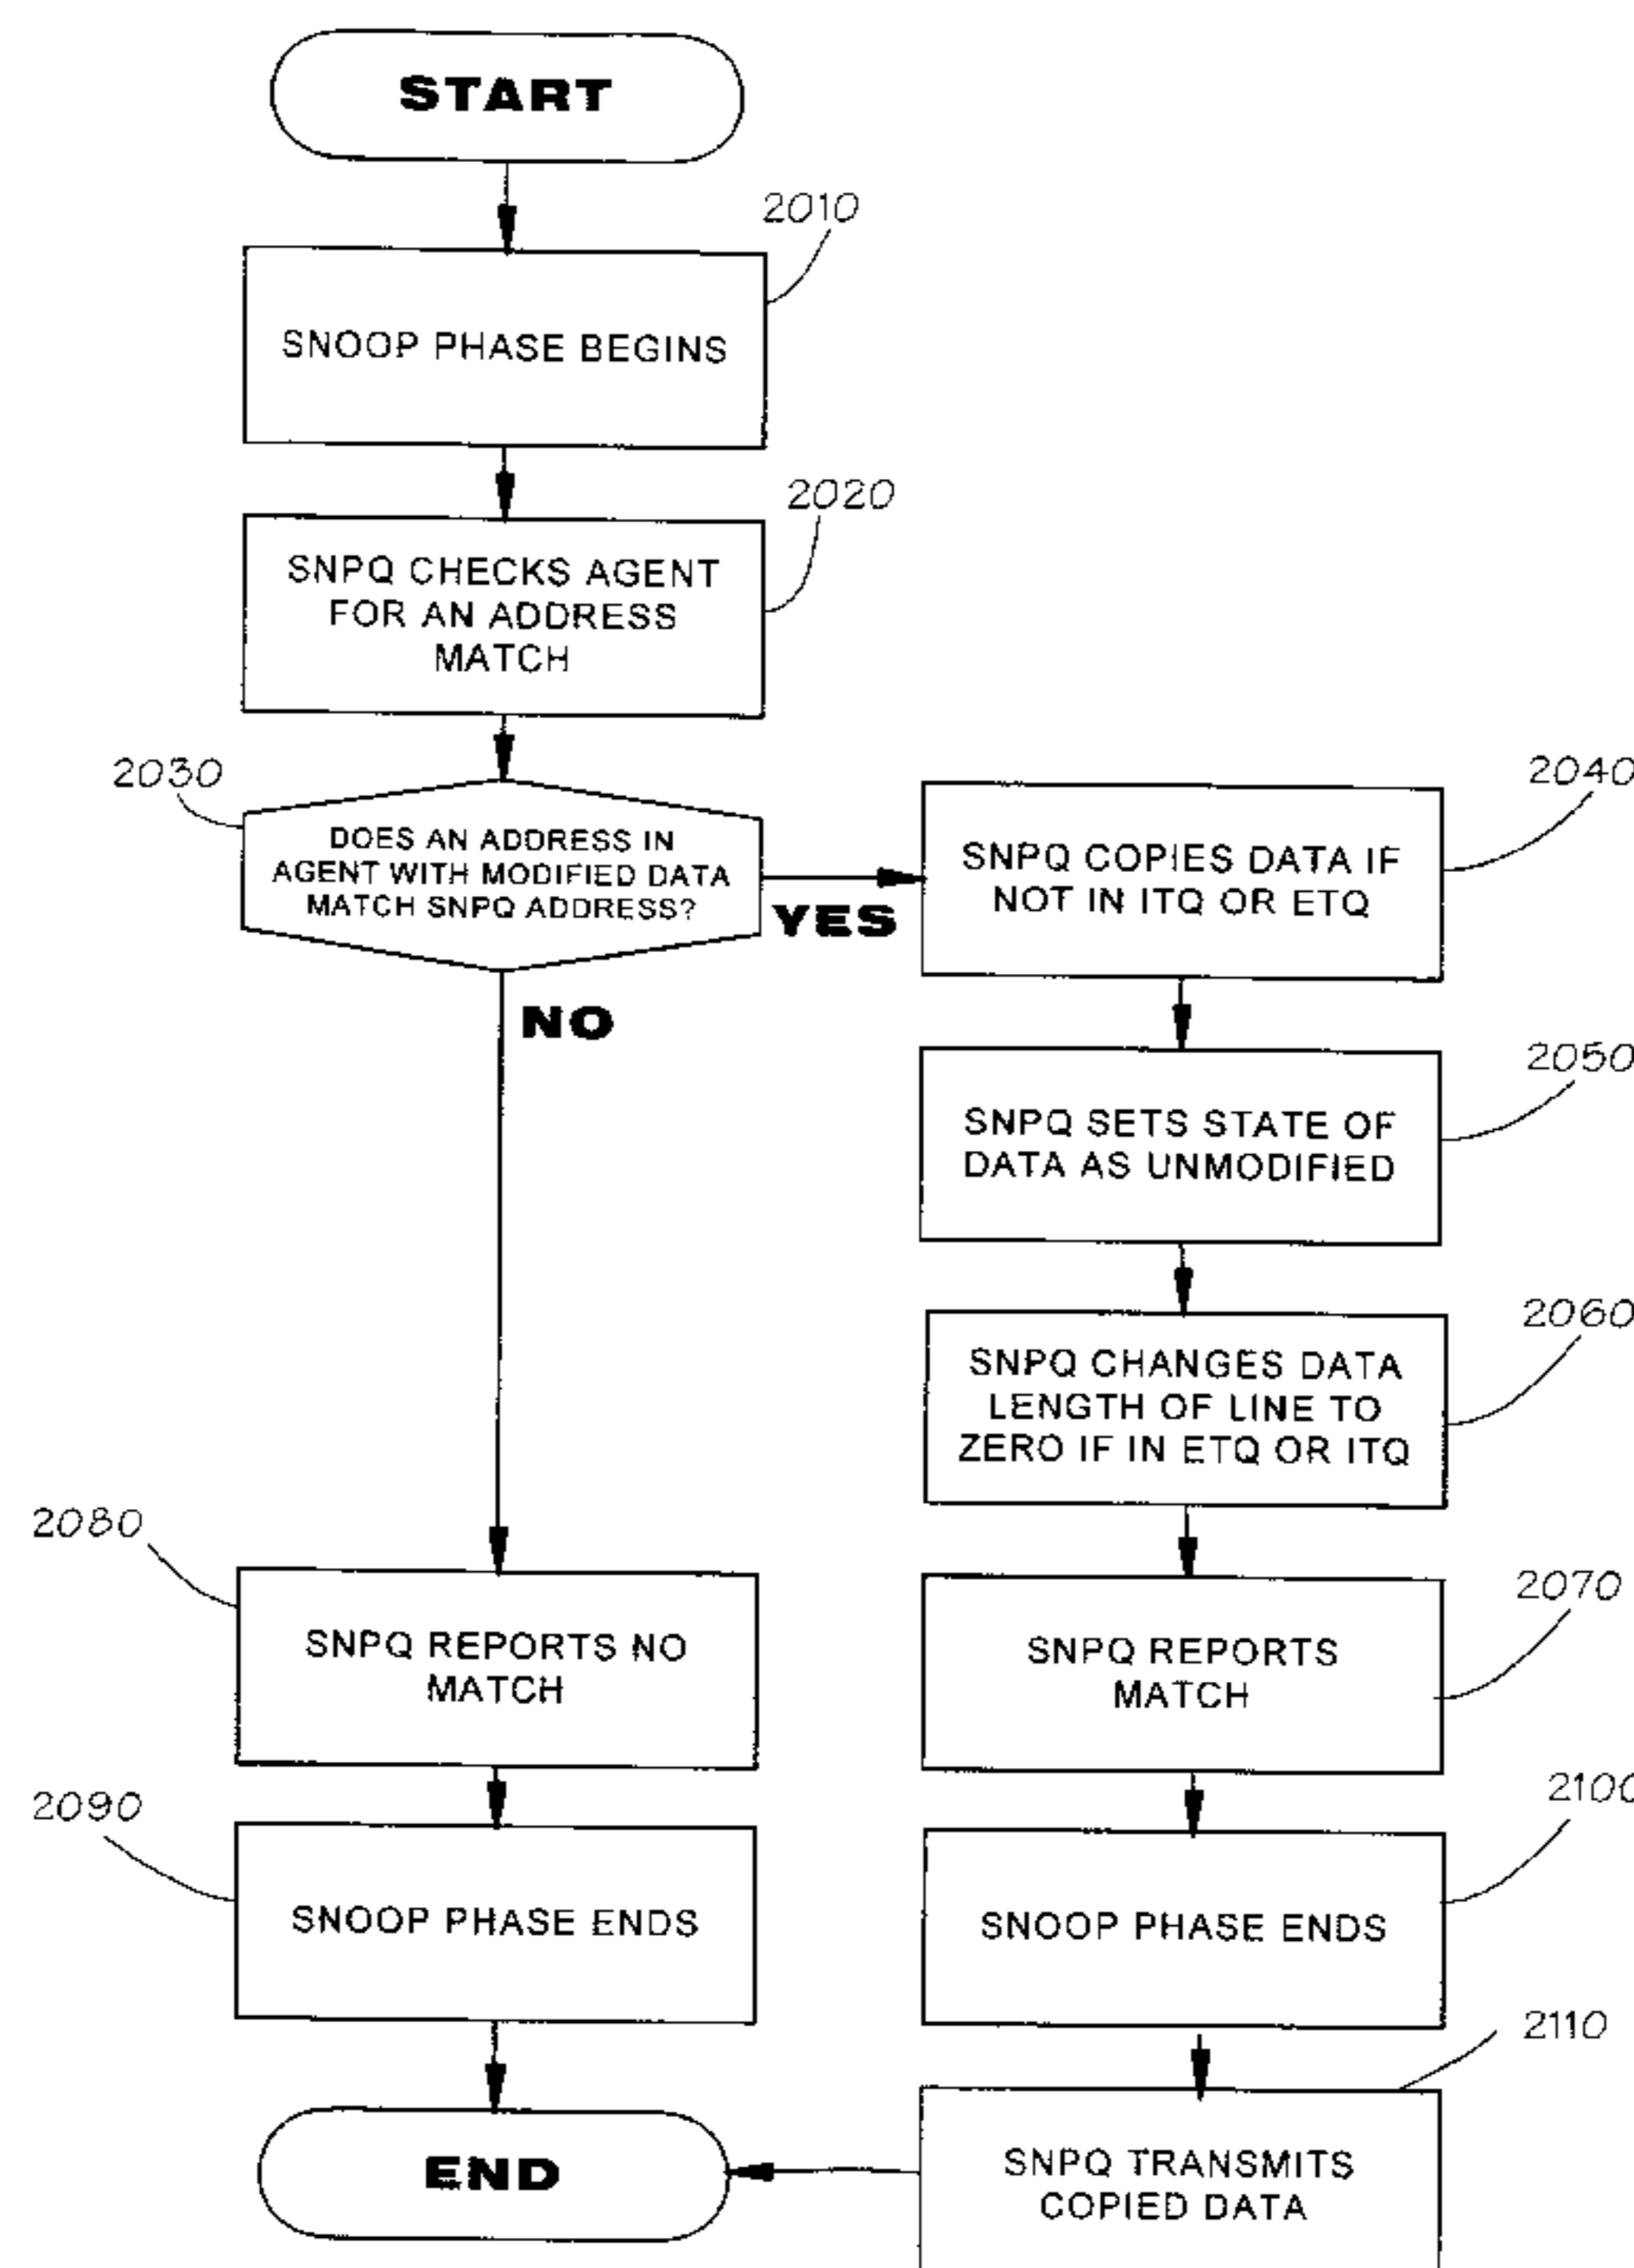 START
2010
SNOOP PHASE BEGINS
2020
SNPQ CHECKS AGENT
FOR AN ADDRESS
MATCH
2030
DOES AN ADDRESS IN
AGENT WITH MODIFIED DATA
MATCH SNPQ ADDRESS?
YES
NO
2040
SNPQ COPIES DATA IF
NOT IN ITQ OR ETQ
2050
SNPQ SETS STATE OF
DATA AS UNMODIFIED
2060
SNPQ CHANGES DATA
LENGTH OF LINE TO
ZERO IF IN ETQ OR ITQ
2070
SNPQ REPORTS
MATCH
2080
SNPQ REPORTS NO
MATCH
2090
SNOOP PHASE ENDS
2100
SNOOP PHASE ENDS
2110
SNPQ TRANSMITS
COPIED DATA
END